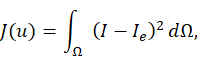 J(u) = ∫_Ω (I − I_e)² dΩ,